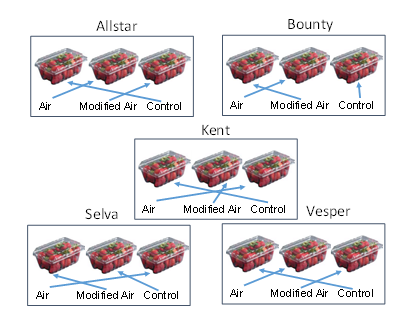 Allstar
Bounty
Air Modified Air Control
Air Modified Air Control
Kent
Air Modified Air Control
Selva
Vesper
Air Modified Air Control
Air Modified Air Control